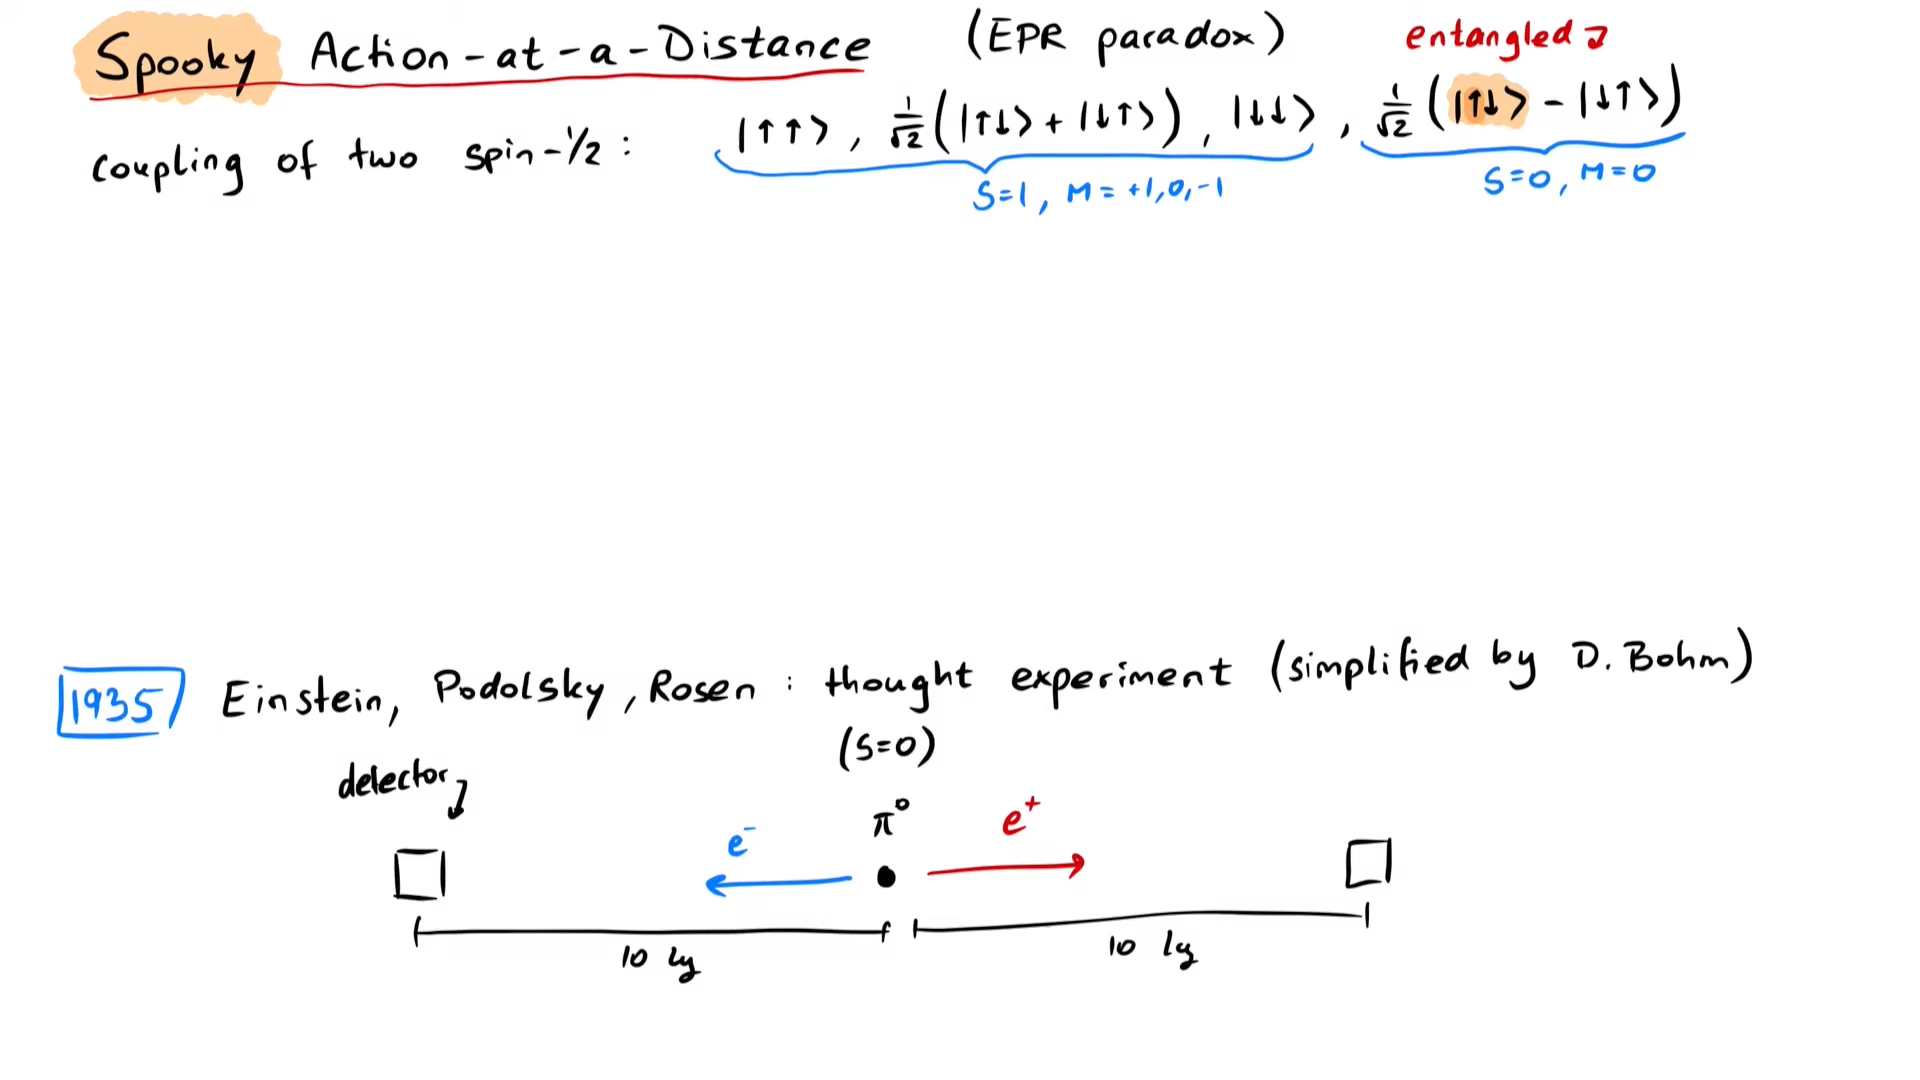 Spooky Action-at-a-Distance (EPR paradox) entangled
coupling of two spin-1/2 : |↑↑⟩, 1/√2(|↑↓⟩+|↓↑⟩), |↓↓⟩, 1/√2(|↑↓⟩-|↓↑⟩)
S=1, M=+1,0,-1 S=0, M=0
1935 Einstein, Podolsky, Rosen : thought experiment (simplified by D. Bohm)
(S=0)
detector
e⁻ π⁰ e⁺
10 ly 10 ly